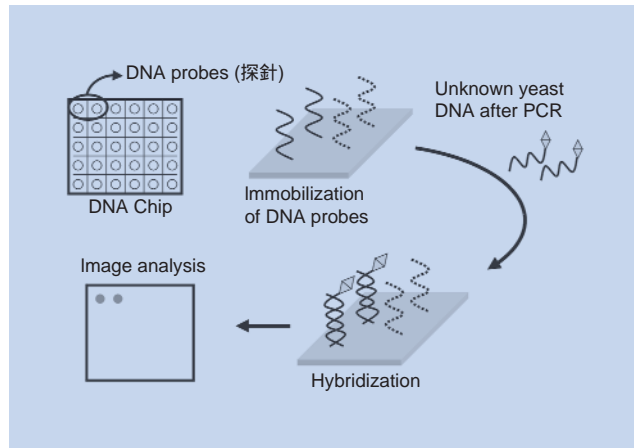 DNA probes (探針)
DNA Chip
Immobilization
of DNA probes
Unknown yeast
DNA after PCR
Hybridization
Image analysis